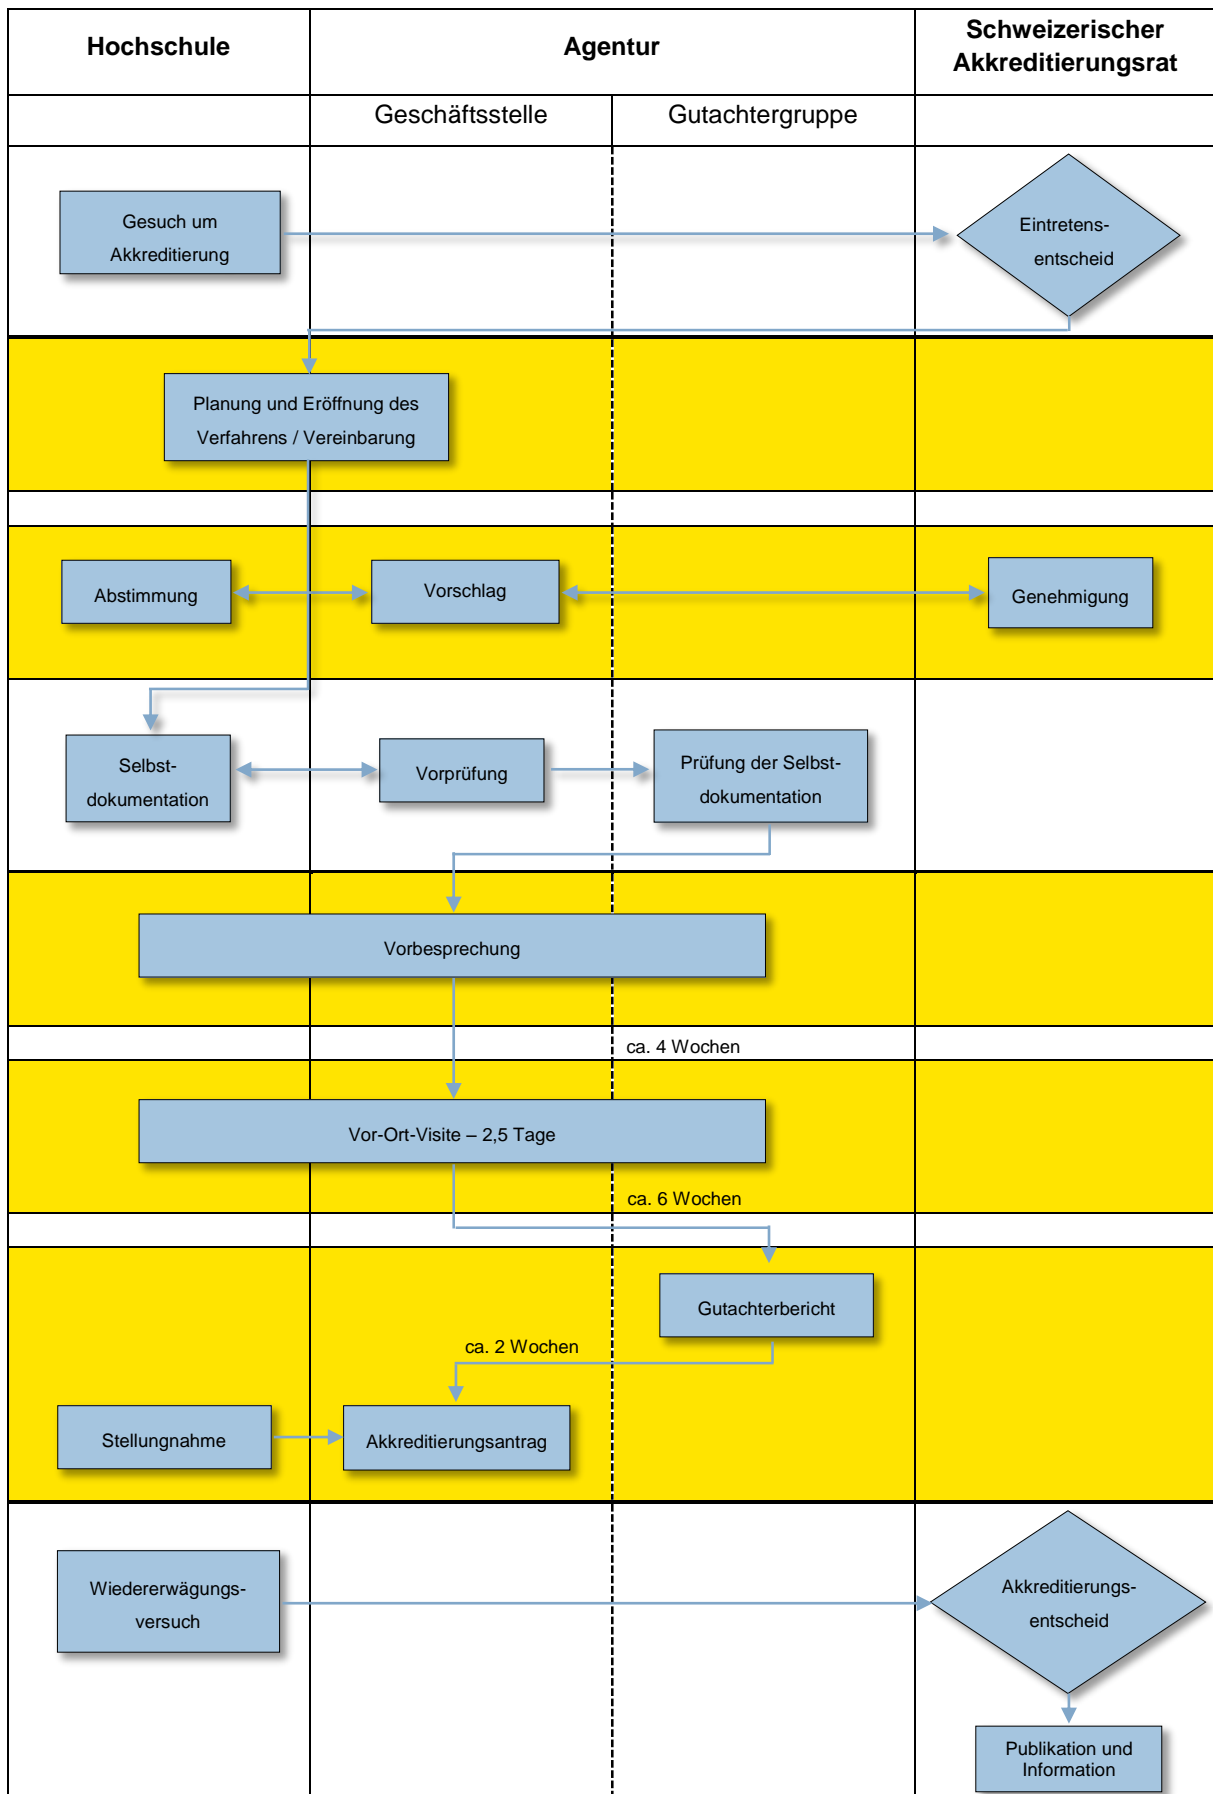 Hochschule
Agentur
Schweizerischer
Akkreditierungsrat
Geschäftsstelle
Gutachtergruppe
Gesuch um
Akkreditierung
Eintretens-
entscheid
Planung und Eröffnung des
Verfahrens / Vereinbarung
Abstimmung
Vorschlag
Genehmigung
Selbst-
dokumentation
Vorprüfung
Prüfung der Selbst-
dokumentation
Vorbesprechung
ca. 4 Wochen
Vor-Ort-Visite – 2,5 Tage
ca. 6 Wochen
Gutachterbericht
ca. 2 Wochen
Stellungnahme
Akkreditierungsantrag
Wiedererwägungs-
versuch
Akkreditierungs-
entscheid
Publikation und
Information